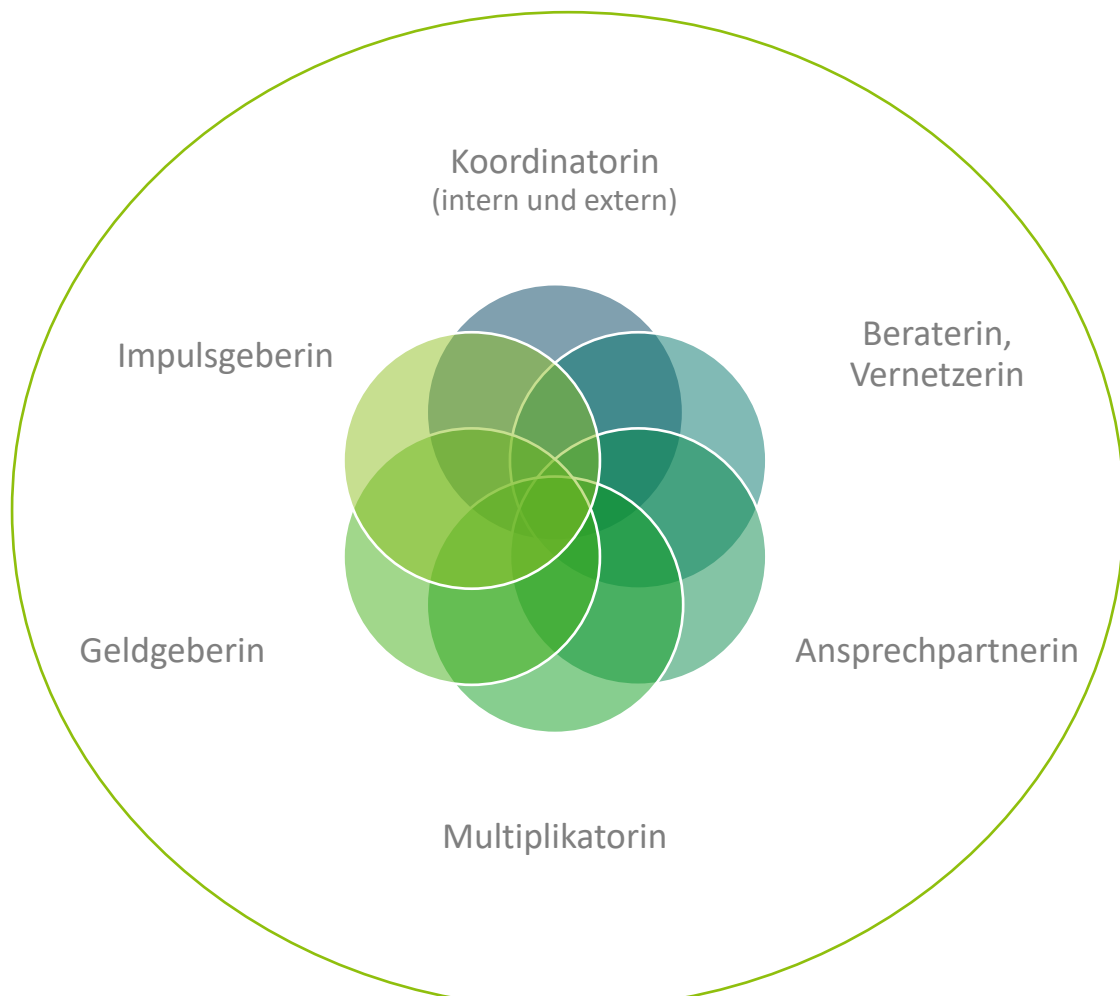 Koordinatorin
(intern und extern)
Beraterin,
Vernetzerin
Ansprechpartnerin
Multiplikatorin
Geldgeberin
Impulsgeberin